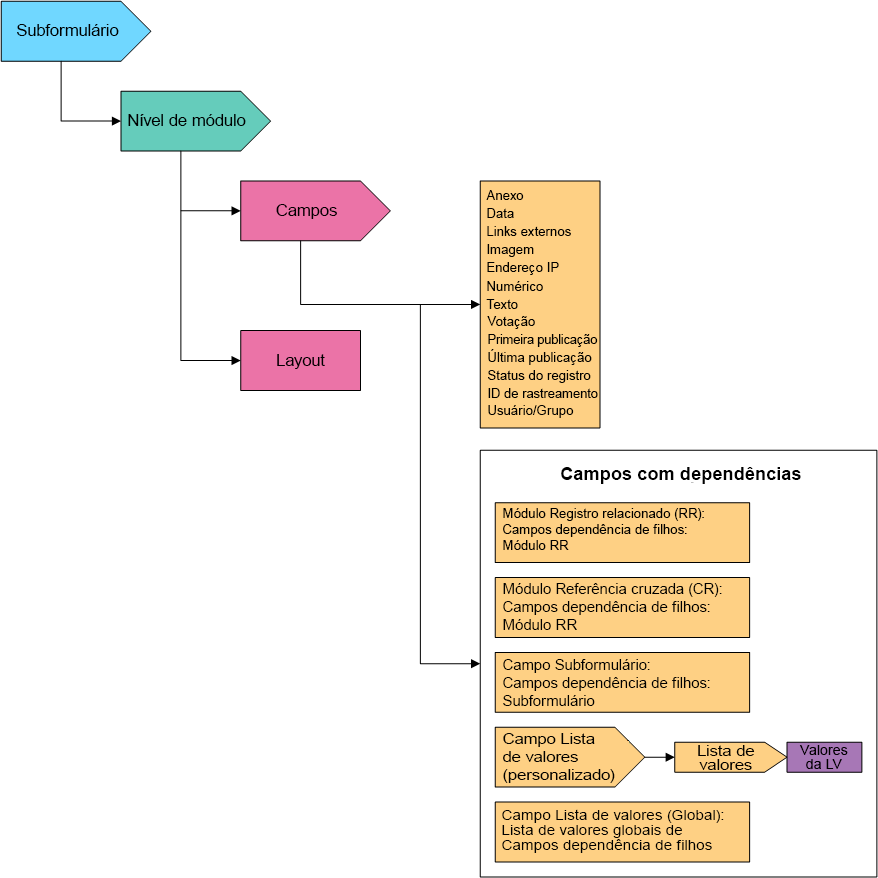 Subformulário
Nível de módulo
Campos
Layout
Anexo
Data
Links externos
Imagem
Endereço IP
Numérico
Texto
Votação
Primeira publicação
Última publicação
Status do registro
ID de rastreamento
Usuário/Grupo
Campos com dependências
Módulo Registro relacionado (RR):
Campos dependência de filhos:
Módulo RR
Módulo Referência cruzada (CR):
Campos dependência de filhos:
Módulo RR
Campo Subformulário:
Campos dependência de filhos:
Subformulário
Campo Lista
de valores
(personalizado)
Lista de
valores
Valores
da LV
Campo Lista de valores (Global):
Lista de valores globais de
Campos dependência de filhos